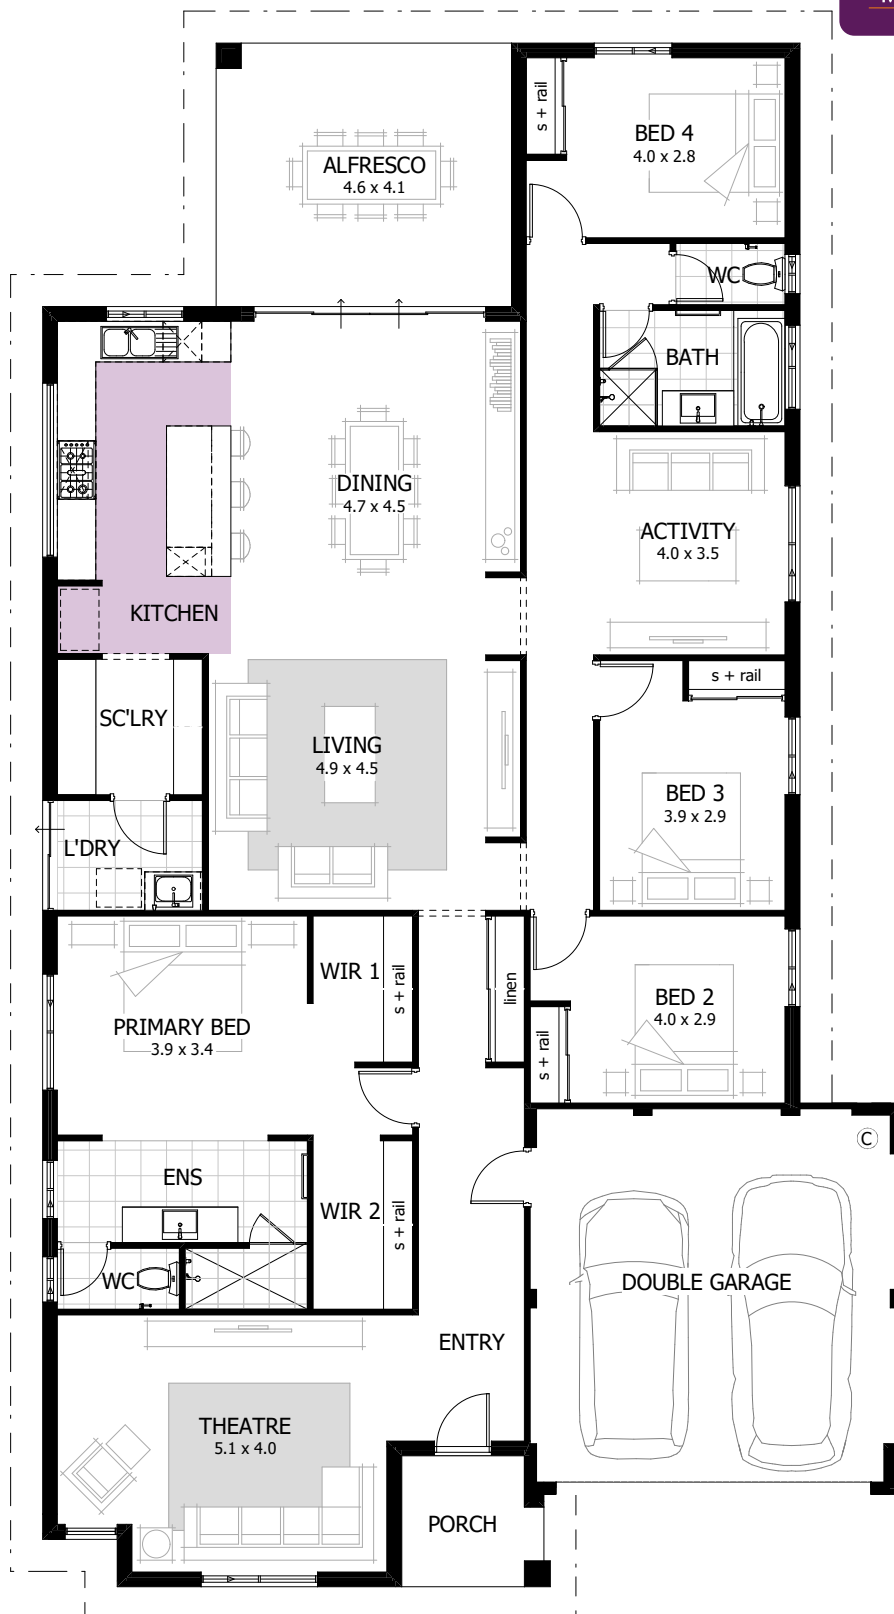 ALFRESCO
4.6 x 4.1
s + rail
BED 4
4.0 x 2.8
WC
BATH
DINING
4.7 x 4.5
ACTIVITY
4.0 x 3.5
KITCHEN
s + rail
SC'LRY
LIVING
4.9 x 4.5
BED 3
3.9 x 2.9
L'DRY
WIR 1
s + rail
linen
BED 2
4.0 x 2.9
PRIMARY BED
3.9 x 3.4
s + rail
C
ENS
WIR 2
s + rail
WC
DOUBLE GARAGE
ENTRY
THEATRE
5.1 x 4.0
PORCH